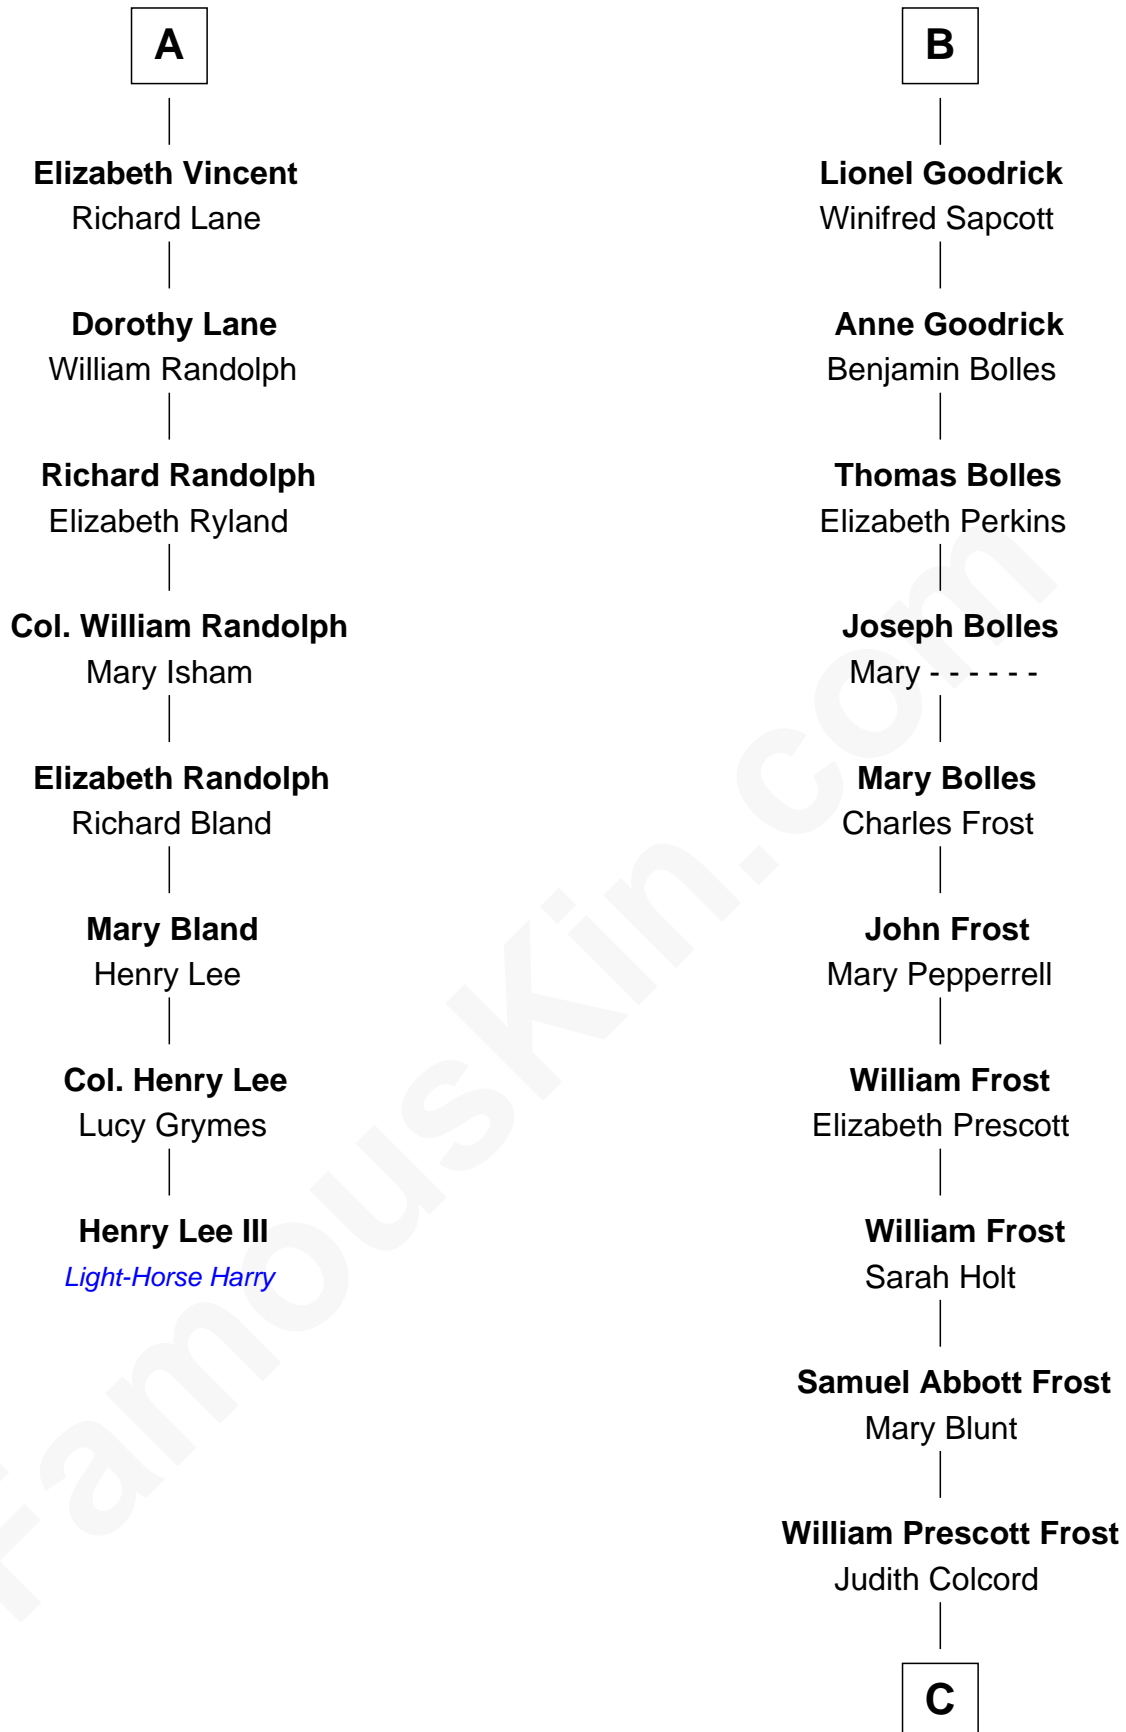 A
Elizabeth Vincent
Richard Lane
Dorothy Lane
William Randolph
Richard Randolph
Elizabeth Ryland
Col. William Randolph
Mary Isham
Elizabeth Randolph
Richard Bland
Mary Bland
Henry Lee
Col. Henry Lee
Lucy Grymes
Henry Lee III
Light-Horse Harry
B
Lionel Goodrick
Winifred Sapcott
Anne Goodrick
Benjamin Bolles
Thomas Bolles
Elizabeth Perkins
Joseph Bolles
Mary - - - - - -
Mary Bolles
Charles Frost
John Frost
Mary Pepperrell
William Frost
Elizabeth Prescott
William Frost
Sarah Holt
Samuel Abbott Frost
Mary Blunt
William Prescott Frost
Judith Colcord
C
FamousKin.com